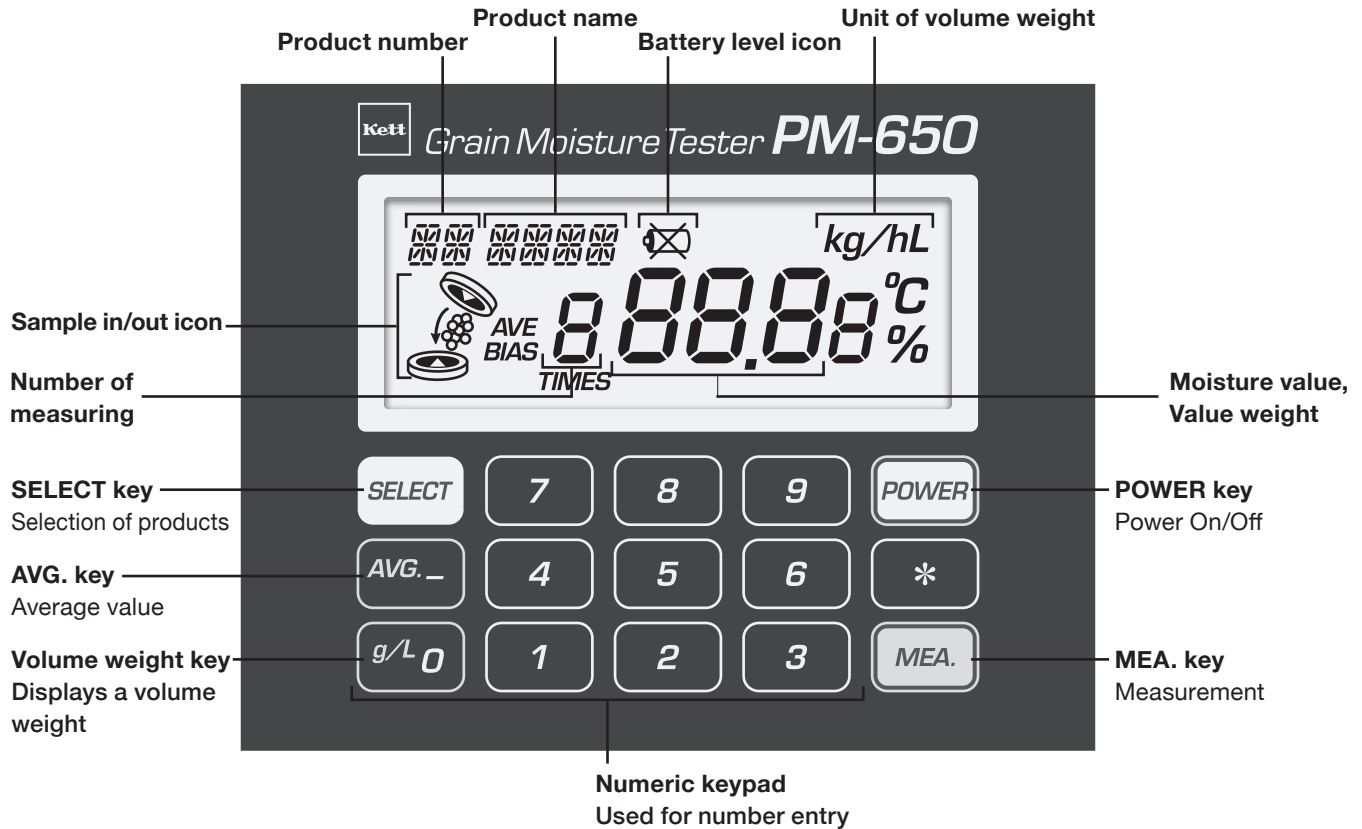 Product name
Unit of volume weight
Product number
Battery level icon
Kett
Grain Moisture Tester PM-650
kg/hL
Sample in/out icon
AVE
BIAS
8
88.8
8
°C
%
TIMES
Number of
measuring
Moisture value,
Value weight
SELECT key
Selection of products
SELECT
7
8
9
POWER
POWER key
Power On/Off
AVG. key
Average value
AVG. –
4
5
6
*
Volume weight key
Displays a volume
weight
g/L 0
1
2
3
MEA.
MEA. key
Measurement
Numeric keypad
Used for number entry